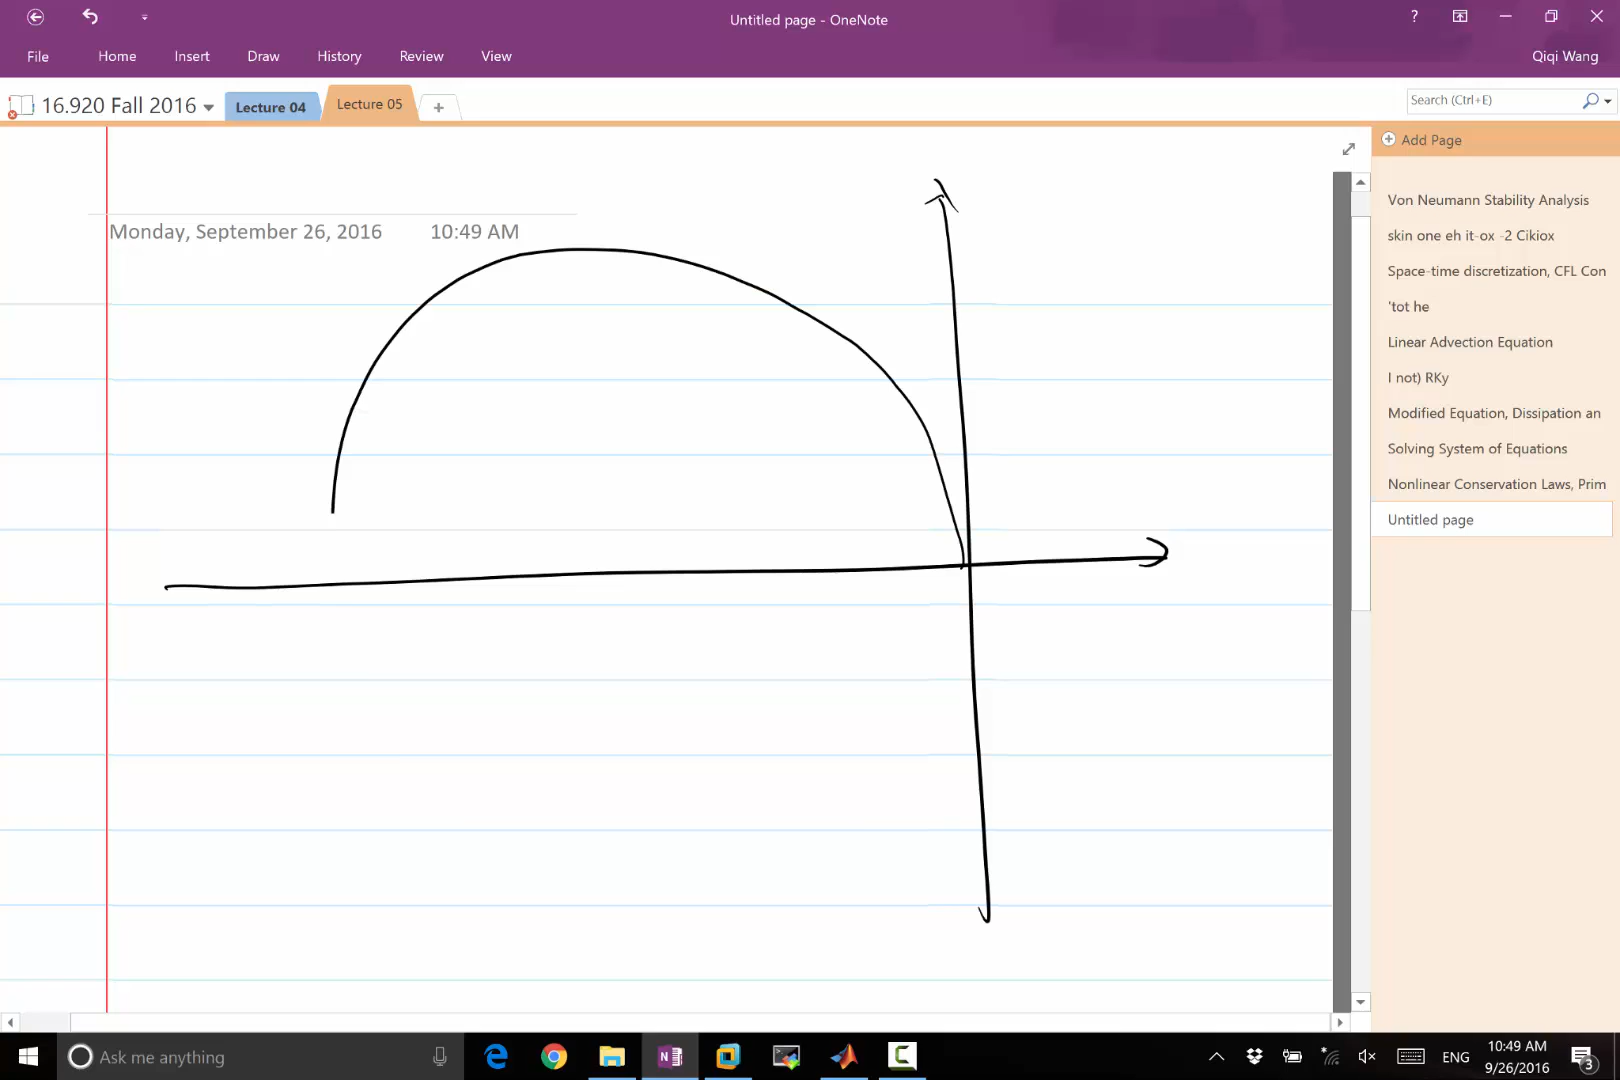 Untitled page - OneNote
?
File
Home
Insert
Draw
History
Review
View
Qiqi Wang
16.920 Fall 2016
Lecture 04
Lecture 05
+
Search (Ctrl+E)
Add Page
Monday, September 26, 2016 10:49 AM
Von Neumann Stability Analysis
skin one eh it-ox -2 Cikiox
Space-time discretization, CFL Con
'tot he
Linear Advection Equation
I not) RKy
Modified Equation, Dissipation an
Solving System of Equations
Nonlinear Conservation Laws, Prim
Untitled page
Ask me anything
ENG
10:49 AM
9/26/2016
3